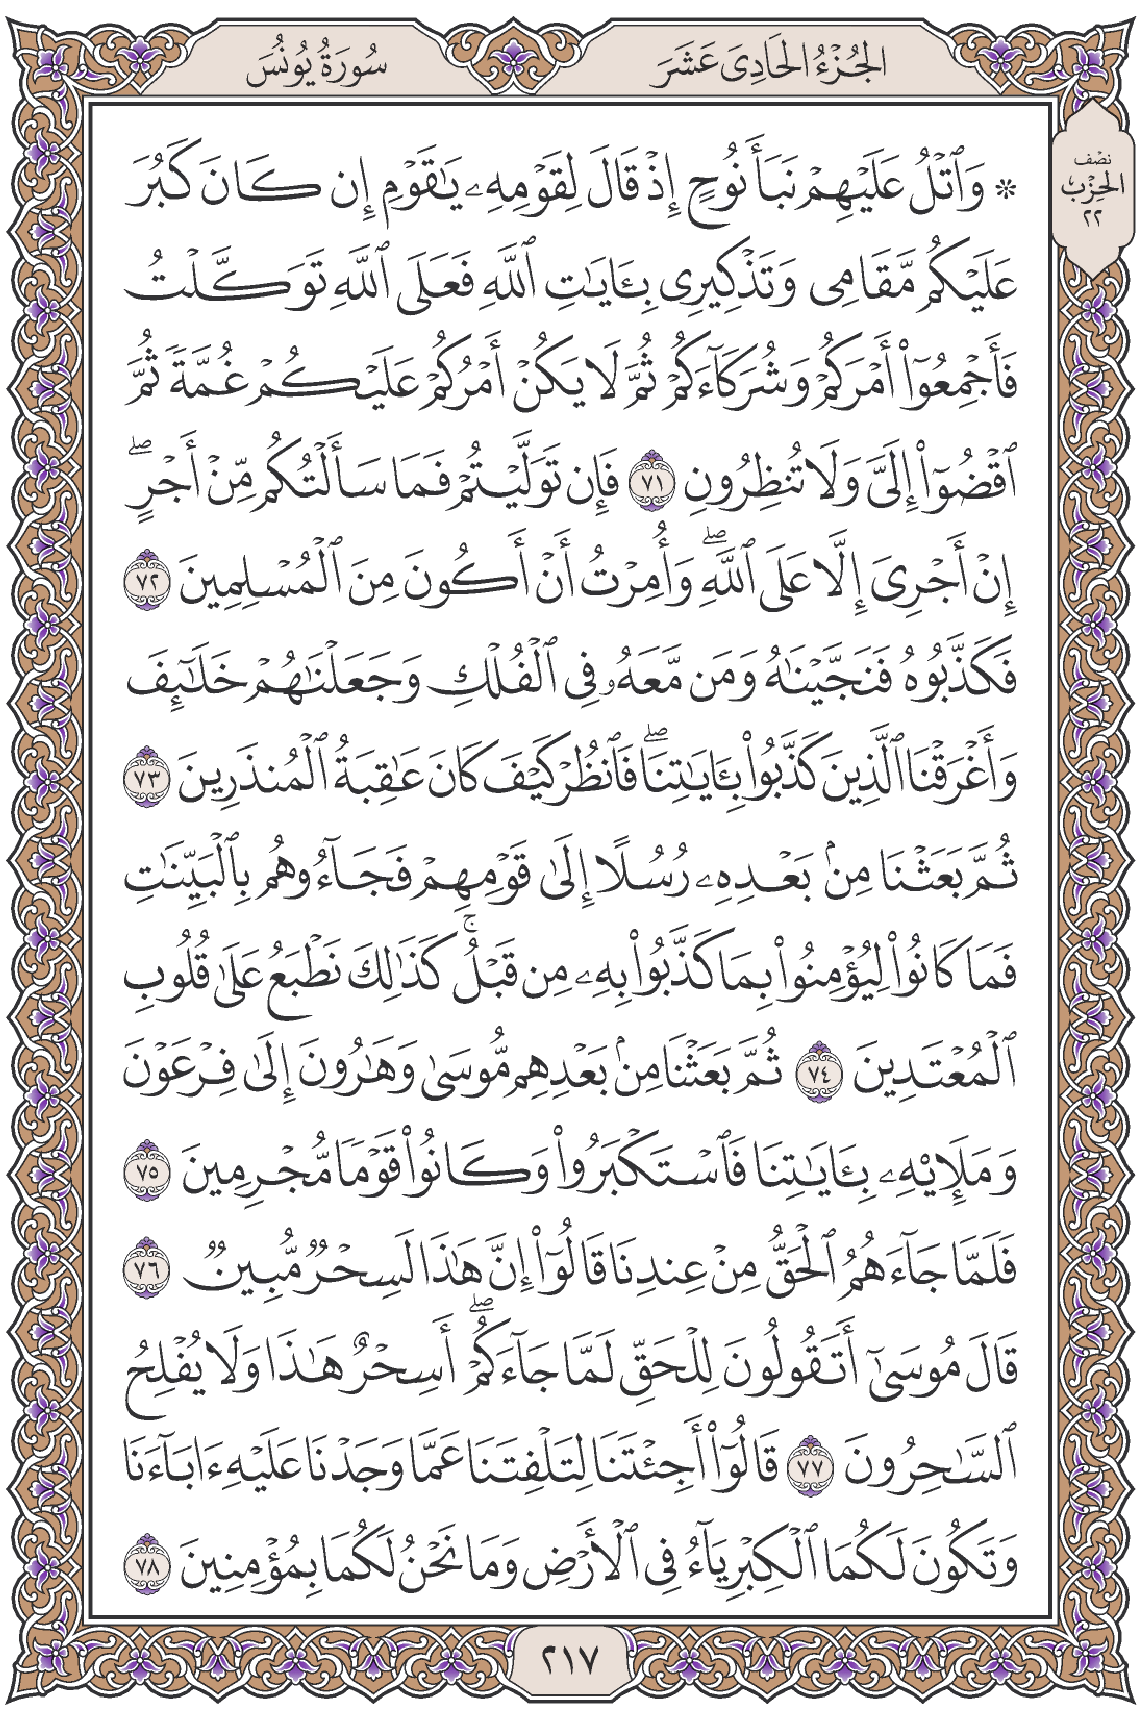 الجُزْءُ الحَادِى عَشَرَ
سُورَةُ يُونُسَ
نصف
الحِزْب
٢٢
۞ وَٱتْلُ عَلَيْهِمْ نَبَأَ نُوحٍ إِذْ قَالَ لِقَوْمِهِۦ يَٰقَوْمِ إِن كَانَ كَبُرَ
عَلَيْكُم مَّقَامِى وَتَذْكِيرِى بِـَٔايَٰتِ ٱللَّهِ فَعَلَى ٱللَّهِ تَوَكَّلْتُ
فَأَجْمِعُوٓا۟ أَمْرَكُمْ وَشُرَكَآءَكُمْ ثُمَّ لَا يَكُنْ أَمْرُكُمْ عَلَيْكُمْ غُمَّةً ثُمَّ
ٱقْضُوٓا۟ إِلَىَّ وَلَا تُنظِرُونِ ٧١ فَإِن تَوَلَّيْتُمْ فَمَا سَأَلْتُكُم مِّنْ أَجْرٍ ۖ
إِنْ أَجْرِىَ إِلَّا عَلَى ٱللَّهِ ۖ وَأُمِرْتُ أَنْ أَكُونَ مِنَ ٱلْمُسْلِمِينَ ٧٢
فَكَذَّبُوهُ فَنَجَّيْنَٰهُ وَمَن مَّعَهُۥ فِى ٱلْفُلْكِ وَجَعَلْنَٰهُمْ خَلَٰٓئِفَ
وَأَغْرَقْنَا ٱلَّذِينَ كَذَّبُوا۟ بِـَٔايَٰتِنَا ۖ فَٱنظُرْ كَيْفَ كَانَ عَٰقِبَةُ ٱلْمُنذَرِينَ ٧٣
ثُمَّ بَعَثْنَا مِنۢ بَعْدِهِۦ رُسُلًا إِلَىٰ قَوْمِهِمْ فَجَآءُوهُم بِٱلْبَيِّنَٰتِ
فَمَا كَانُوا۟ لِيُؤْمِنُوا۟ بِمَا كَذَّبُوا۟ بِهِۦ مِن قَبْلُ ۚ كَذَٰلِكَ نَطْبَعُ عَلَىٰ قُلُوبِ
ٱلْمُعْتَدِينَ ٧٤ ثُمَّ بَعَثْنَا مِنۢ بَعْدِهِم مُّوسَىٰ وَهَٰرُونَ إِلَىٰ فِرْعَوْنَ
وَمَلَإِي۟هِۦ بِـَٔايَٰتِنَا فَٱسْتَكْبَرُوا۟ وَكَانُوا۟ قَوْمًا مُّجْرِمِينَ ٧٥
فَلَمَّا جَآءَهُمُ ٱلْحَقُّ مِنْ عِندِنَا قَالُوٓا۟ إِنَّ هَٰذَا لَسِحْرٌ مُّبِينٌ ٧٦
قَالَ مُوسَىٰٓ أَتَقُولُونَ لِلْحَقِّ لَمَّا جَآءَكُمْ ۖ أَسِحْرٌ هَٰذَا وَلَا يُفْلِحُ
ٱلسَّٰحِرُونَ ٧٧ قَالُوٓا۟ أَجِئْتَنَا لِتَلْفِتَنَا عَمَّا وَجَدْنَا عَلَيْهِ ءَابَآءَنَا
وَتَكُونَ لَكُمَا ٱلْكِبْرِيَآءُ فِى ٱلْأَرْضِ وَمَا نَحْنُ لَكُمَا بِمُؤْمِنِينَ ٧٨
٢١٧